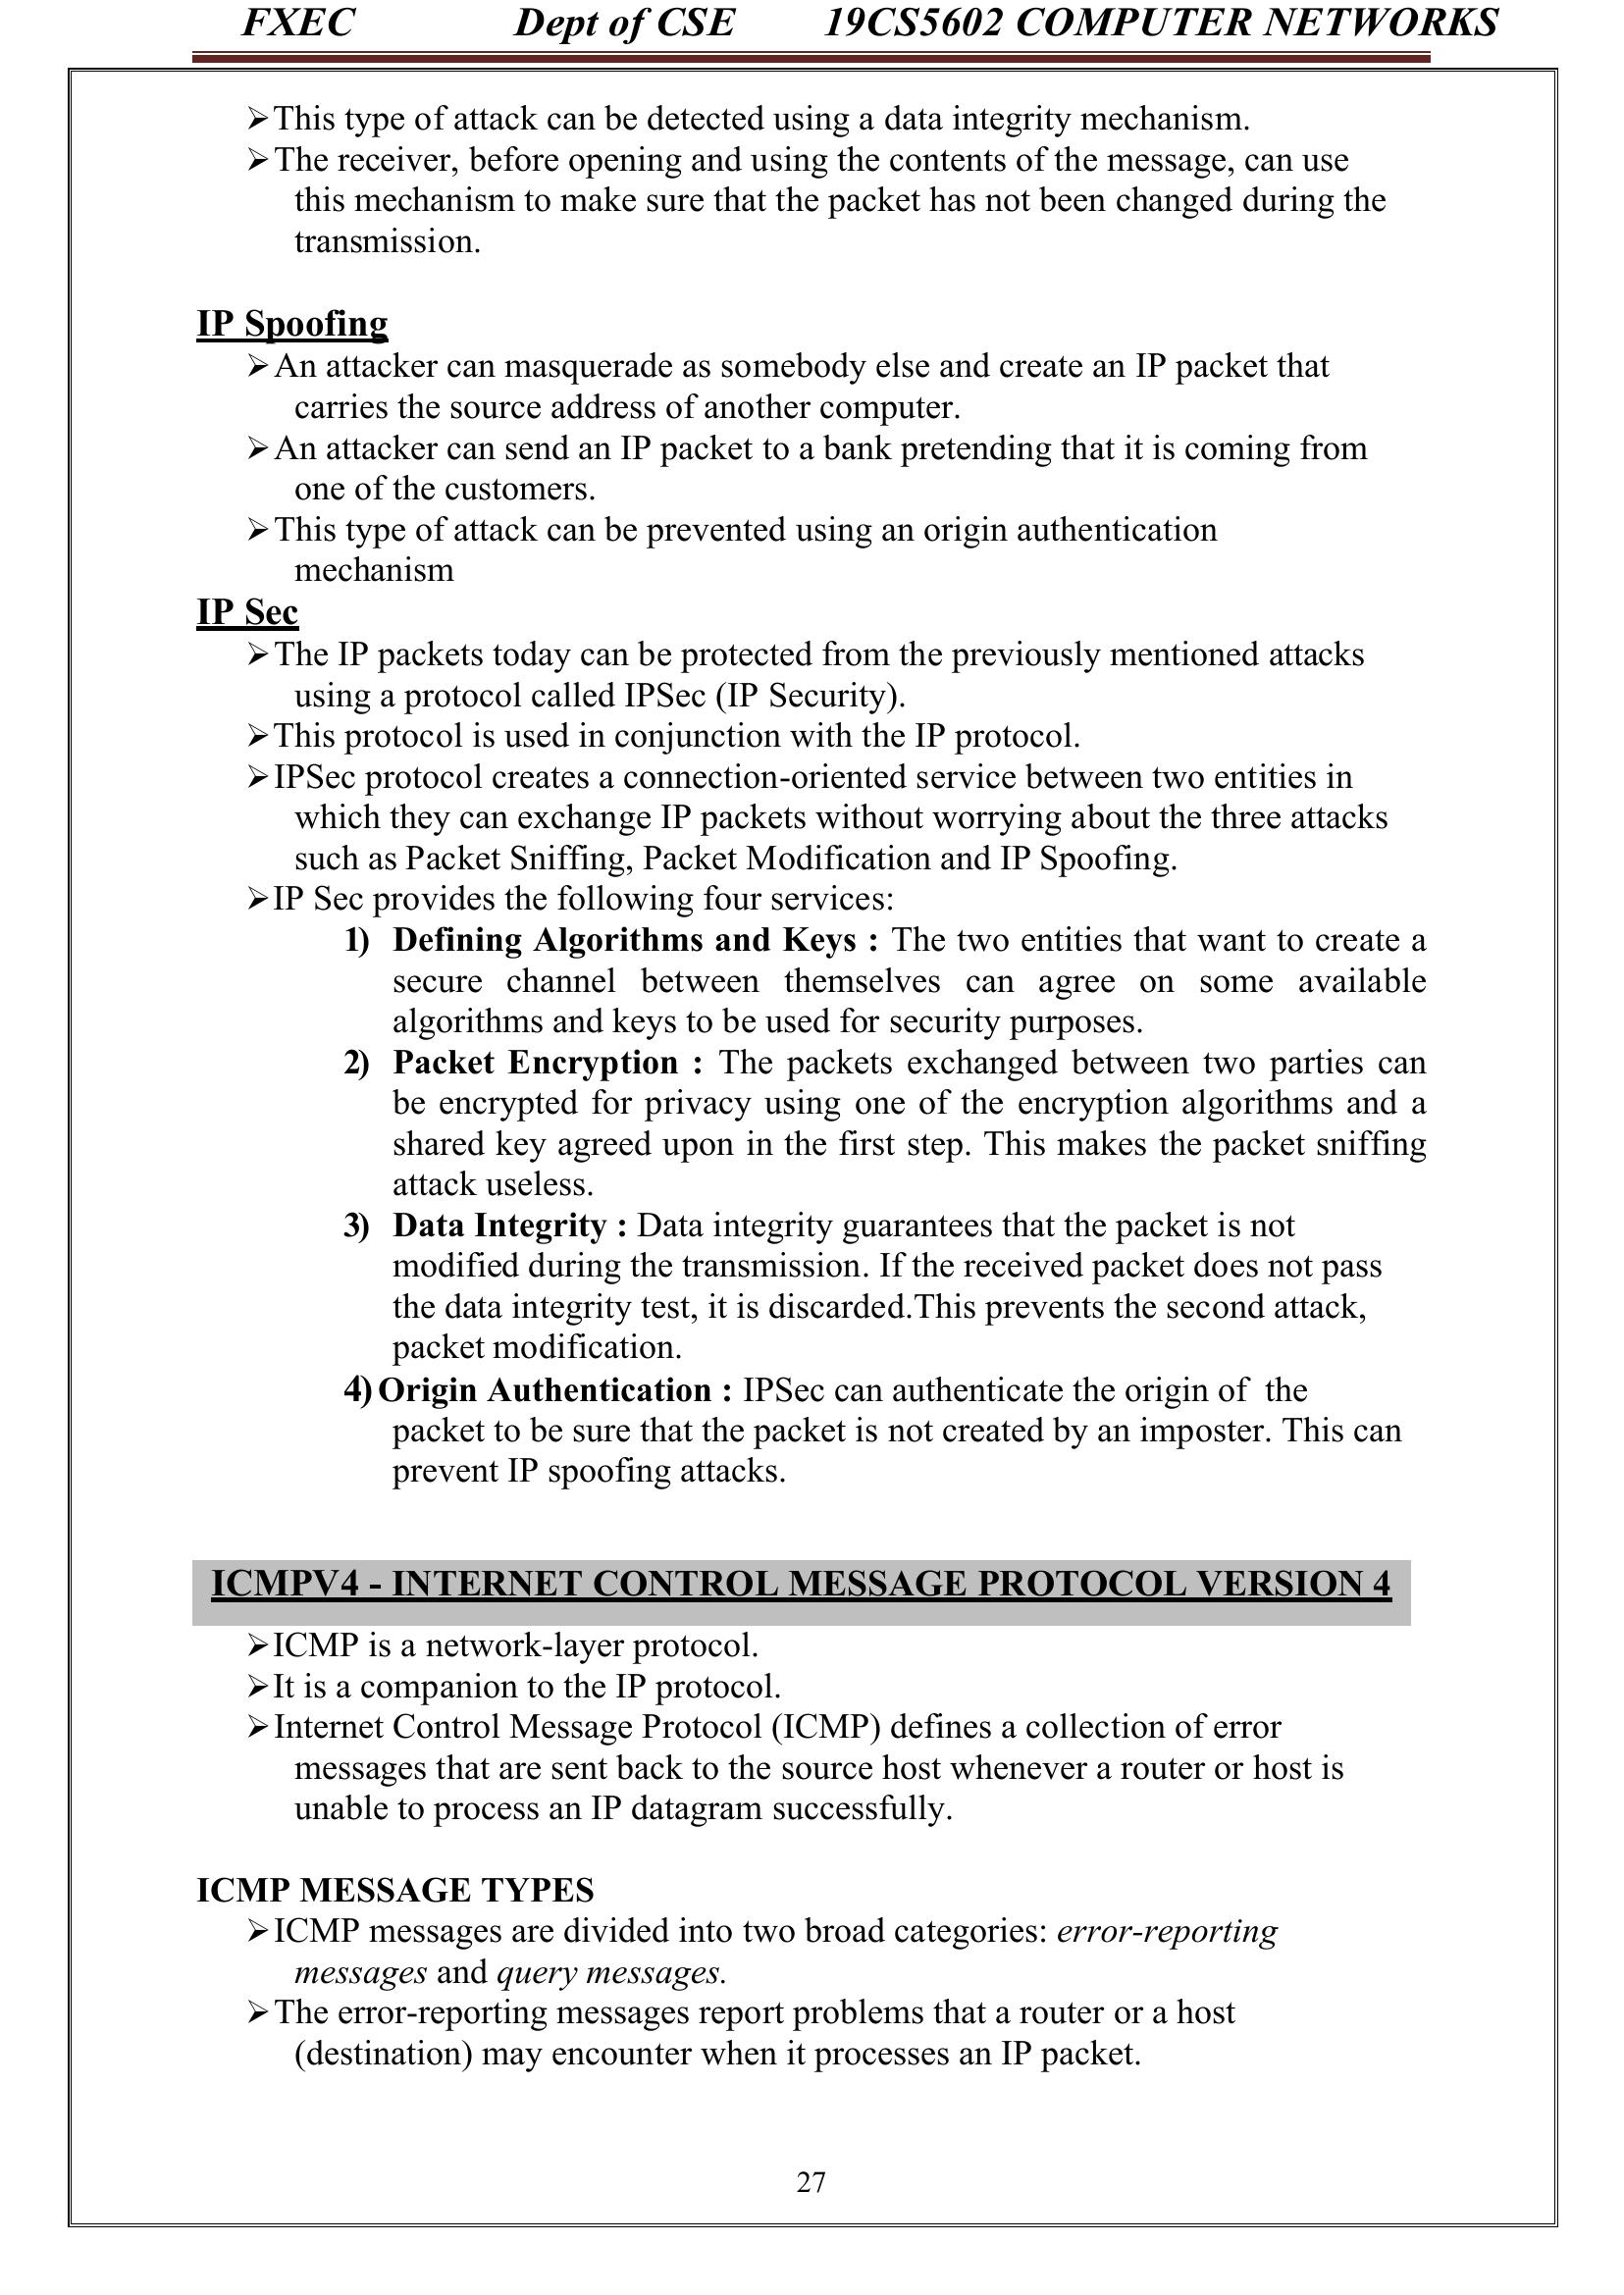 FXEC Dept of CSE 19CS5602 COMPUTER NETWORKS
➢This type of attack can be detected using a data integrity mechanism.
➢The receiver, before opening and using the contents of the message, can use
this mechanism to make sure that the packet has not been changed during the
transmission.
IP Spoofing
➢An attacker can masquerade as somebody else and create an IP packet that
carries the source address of another computer.
➢An attacker can send an IP packet to a bank pretending that it is coming from
one of the customers.
➢This type of attack can be prevented using an origin authentication
mechanism
IP Sec
➢The IP packets today can be protected from the previously mentioned attacks
using a protocol called IPSec (IP Security).
➢This protocol is used in conjunction with the IP protocol.
➢IPSec protocol creates a connection-oriented service between two entities in
which they can exchange IP packets without worrying about the three attacks
such as Packet Sniffing, Packet Modification and IP Spoofing.
➢IP Sec provides the following four services:
1) Defining Algorithms and Keys : The two entities that want to create a
secure channel between themselves can agree on some available
algorithms and keys to be used for security purposes.
2) Packet Encryption : The packets exchanged between two parties can
be encrypted for privacy using one of the encryption algorithms and a
shared key agreed upon in the first step. This makes the packet sniffing
attack useless.
3) Data Integrity : Data integrity guarantees that the packet is not
modified during the transmission. If the received packet does not pass
the data integrity test, it is discarded.This prevents the second attack,
packet modification.
4) Origin Authentication : IPSec can authenticate the origin of the
packet to be sure that the packet is not created by an imposter. This can
prevent IP spoofing attacks.
ICMPV4 - INTERNET CONTROL MESSAGE PROTOCOL VERSION 4
➢ICMP is a network-layer protocol.
➢It is a companion to the IP protocol.
➢Internet Control Message Protocol (ICMP) defines a collection of error
messages that are sent back to the source host whenever a router or host is
unable to process an IP datagram successfully.
ICMP MESSAGE TYPES
➢ICMP messages are divided into two broad categories: error-reporting
messages and query messages.
➢The error-reporting messages report problems that a router or a host
(destination) may encounter when it processes an IP packet.
27